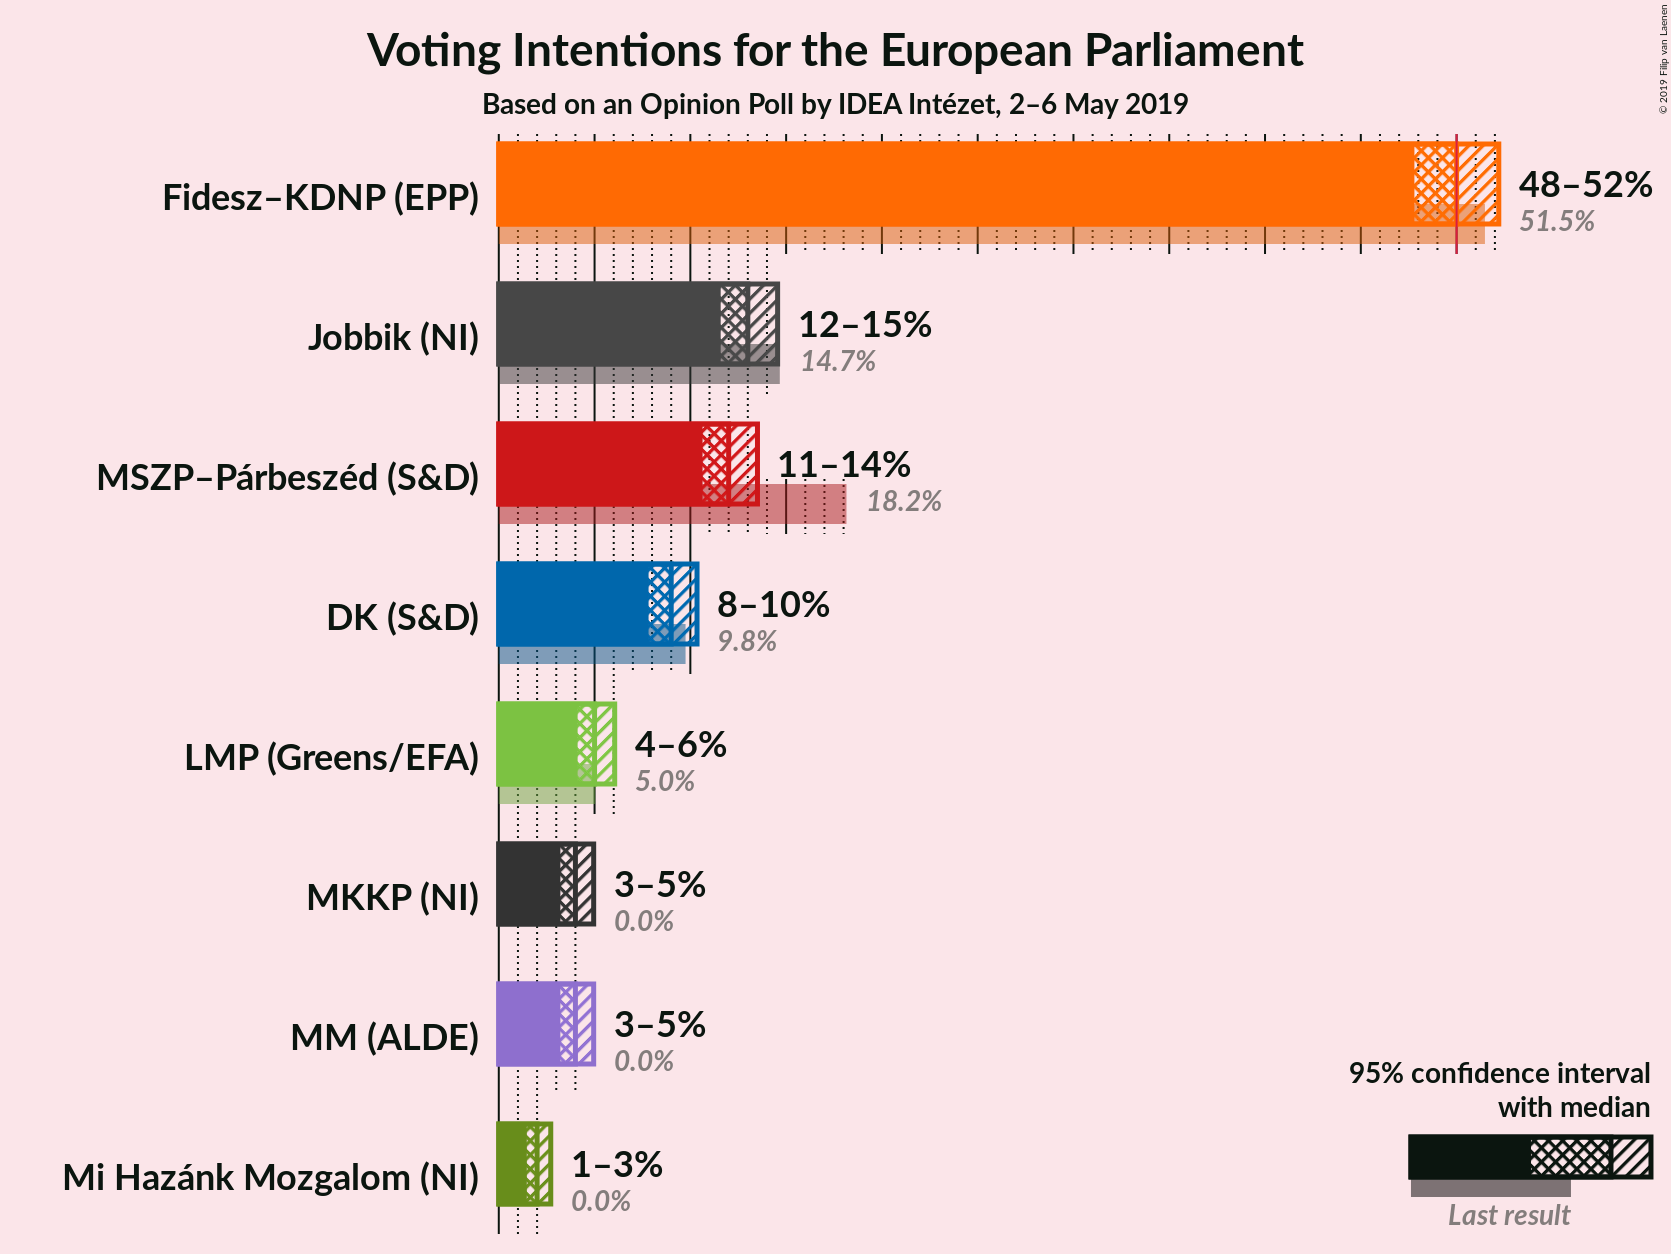 Voting Intentions for the European Parliament
Based on an Opinion Poll by IDEA Intézet, 2–6 May 2019
© 2019 Filip van Laenen
Fidesz–KDNP (EPP)
48–52%
51.5%
Jobbik (NI)
12–15%
14.7%
MSZP–Párbeszéd (S&D)
11–14%
18.2%
DK (S&D)
8–10%
9.8%
LMP (Greens/EFA)
4–6%
5.0%
MKKP (NI)
3–5%
0.0%
MM (ALDE)
3–5%
0.0%
Mi Hazánk Mozgalom (NI)
1–3%
0.0%
95% confidence interval
with median
Last result